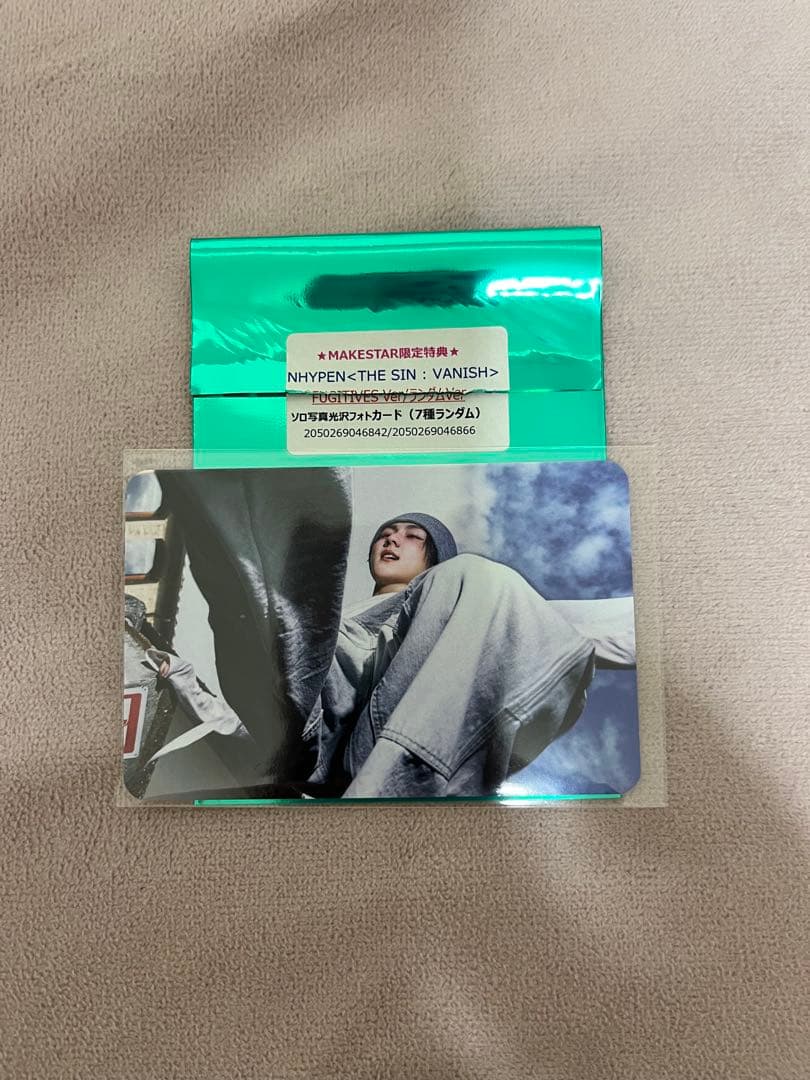 ★MAKESTAR限定特典★
NHYPEN<THE SIN : VANISH>
FUGITIVES Ver/ランダムVer
ソロ写真光沢フォトカード（7種ランダム）
2050269046842/2050269046866